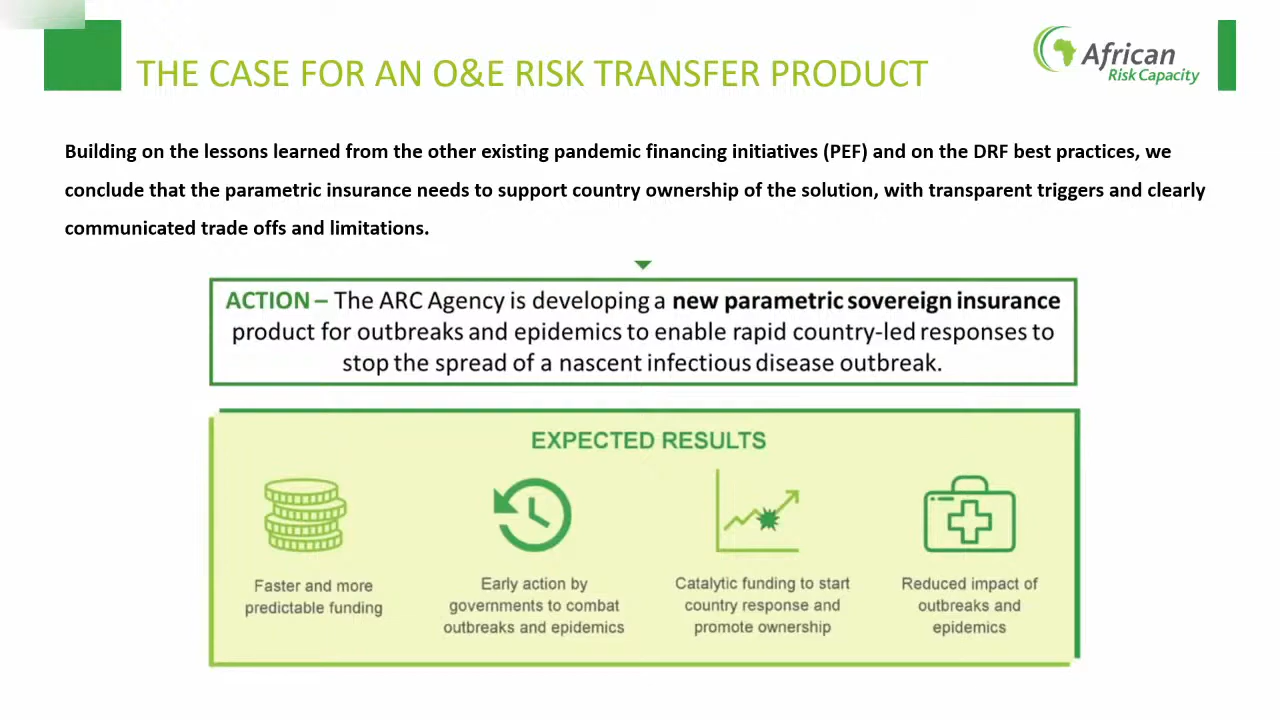 THE CASE FOR AN O&E RISK TRANSFER PRODUCT
African
Risk Capacity
Building on the lessons learned from the other existing pandemic financing initiatives (PEF) and on the DRF best practices, we
conclude that the parametric insurance needs to support country ownership of the solution, with transparent triggers and clearly
communicated trade offs and limitations.
ACTION – The ARC Agency is developing a new parametric sovereign insurance
product for outbreaks and epidemics to enable rapid country-led responses to
stop the spread of a nascent infectious disease outbreak.
EXPECTED RESULTS
Faster and more
predictable funding
Early action by
governments to combat
outbreaks and epidemics
Catalytic funding to start
country response and
promote ownership
Reduced impact of
outbreaks and
epidemics